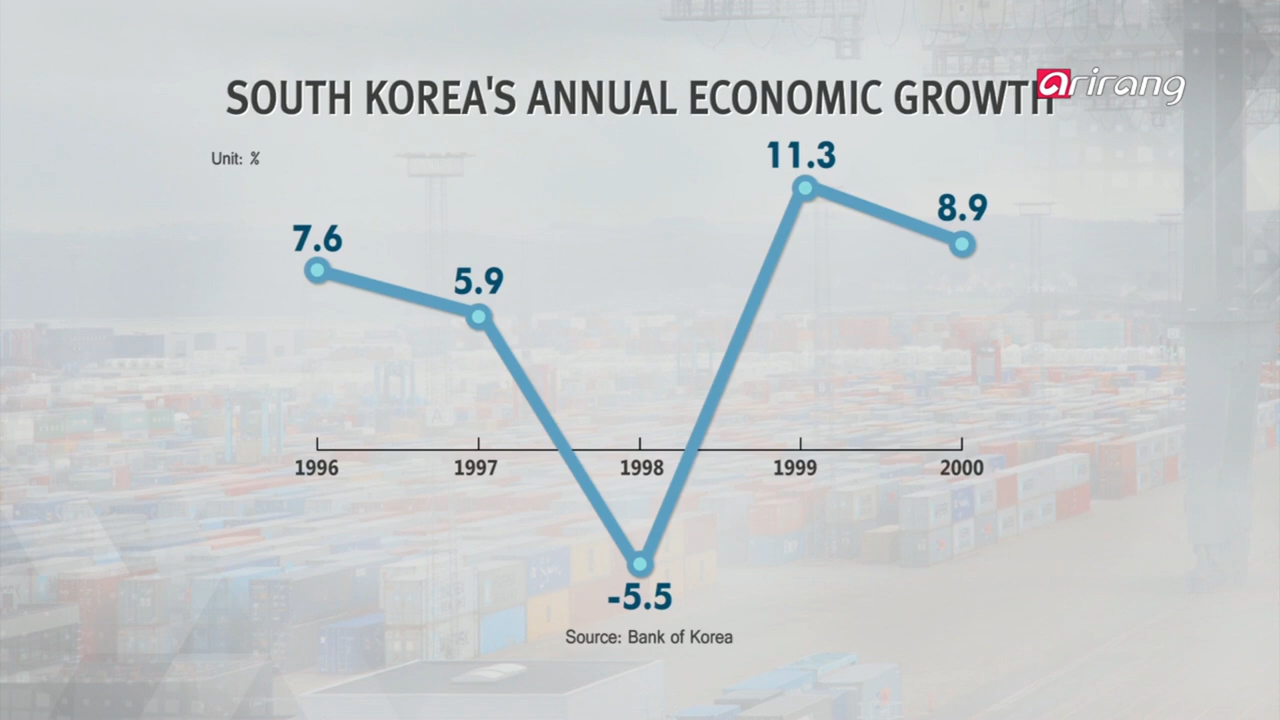 SOUTH KOREA'S ANNUAL ECONOMIC GROWTH
arirang
Unit: %
11.3
8.9
7.6
5.9
1996 1997 1998 1999 2000
-5.5
Source: Bank of Korea